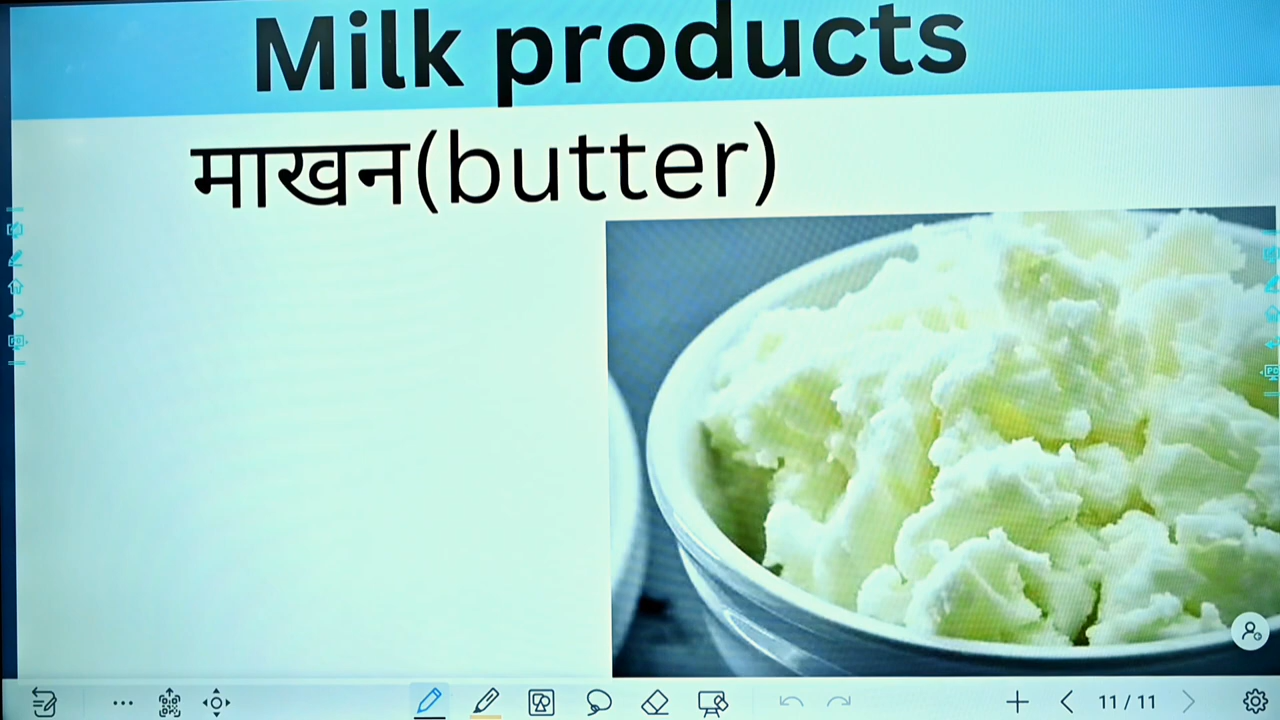 Milk products
माखन(butter)
11 / 11